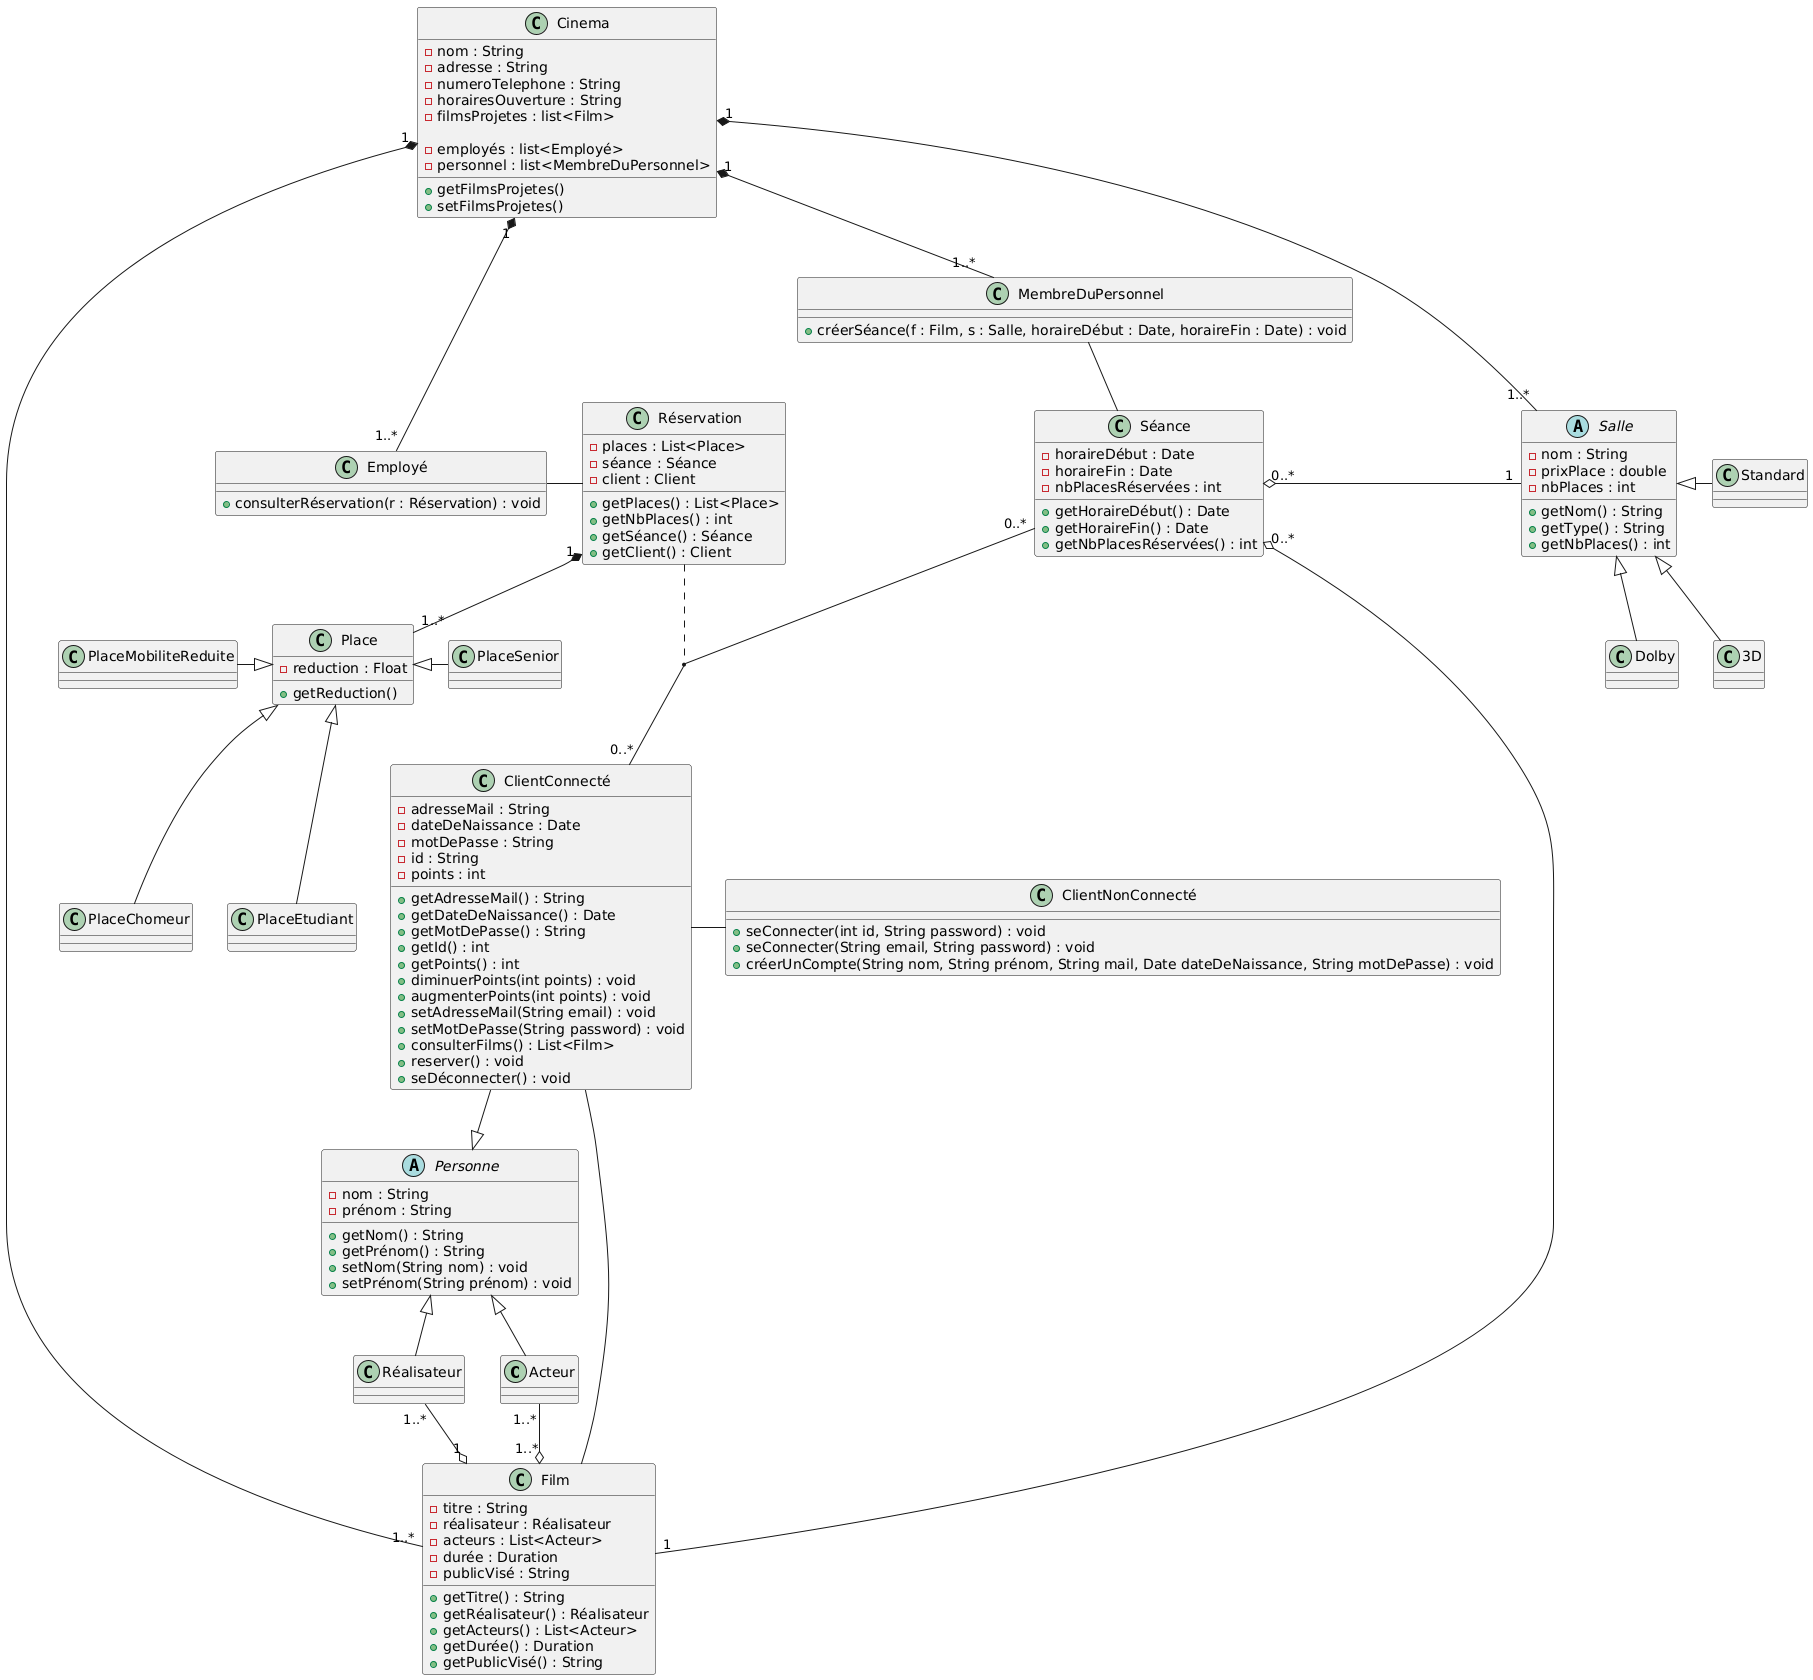 C Cinema
nom : String
adresse : String
numeroTelephone : String
horairesOuverture : String
filmsProjetes : list<Film>
employés : list<Employé>
personnel : list<MembreDuPersonnel>
getFilmsProjetes()
setFilmsProjetes()
1
1
1
1
1..*
1..*
1..*
C MembreDuPersonnel
créerSéance(f : Film, s : Salle, horaireDébut : Date, horaireFin : Date) : void
C Employé
consulterRéservation(r : Réservation) : void
C Réservation
places : List<Place>
séance : Séance
client : Client
getPlaces() : List<Place>
getNbPlaces() : int
getSéance() : Séance
getClient() : Client
1
1..*
C Séance
horaireDébut : Date
horaireFin : Date
nbPlacesRéservées : int
getHoraireDébut() : Date
getHoraireFin() : Date
getNbPlacesRéservées() : int
0..*
1
0..*
0..*
A Salle
nom : String
prixPlace : double
nbPlaces : int
getNom() : String
getType() : String
getNbPlaces() : int
C Standard
C Dolby
C 3D
C PlaceMobiliteReduite
C Place
reduction : Float
getReduction()
C PlaceSenior
0..*
C ClientConnecté
adresseMail : String
dateDeNaissance : Date
motDePasse : String
id : String
points : int
getAdresseMail() : String
getDateDeNaissance() : Date
getMotDePasse() : String
getId() : int
getPoints() : int
diminuerPoints(int points) : void
augmenterPoints(int points) : void
setAdresseMail(String email) : void
setMotDePasse(String password) : void
consulterFilms() : List<Film>
reserver() : void
seDéconnecter() : void
C PlaceChomeur
C PlaceEtudiant
C ClientNonConnecté
seConnecter(int id, String password) : void
seConnecter(String email, String password) : void
créerUnCompte(String nom, String prénom, String mail, Date dateDeNaissance, String motDePasse) : void
A Personne
nom : String
prénom : String
getNom() : String
getPrénom() : String
setNom(String nom) : void
setPrénom(String prénom) : void
C Réalisateur
C Acteur
1..*
1..*
1
1..*
C Film
titre : String
réalisateur : Réalisateur
acteurs : List<Acteur>
durée : Duration
publicVisé : String
getTitre() : String
getRéalisateur() : Réalisateur
getActeurs() : List<Acteur>
getDurée() : Duration
getPublicVisé() : String
1..*
1